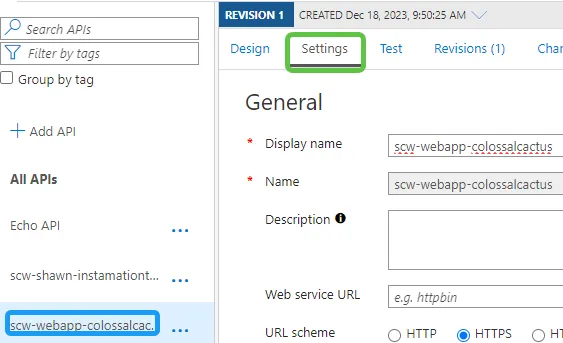 Search APIs
Filter by tags
Group by tag
Add API
All APIs
Echo API
...
scw-shawn-instamationt...
...
scw-webapp-colossalcac.
...
REVISION 1
CREATED Dec 18, 2023, 9:50:25 AM
Design Settings Test Revisions (1) Chan
General
* Display name
scw-webapp-colossalcactus
* Name
scw-webapp-colossalcactus
Description
Web service URL
e.g. httpbin
URL scheme
HTTP HTTPS H